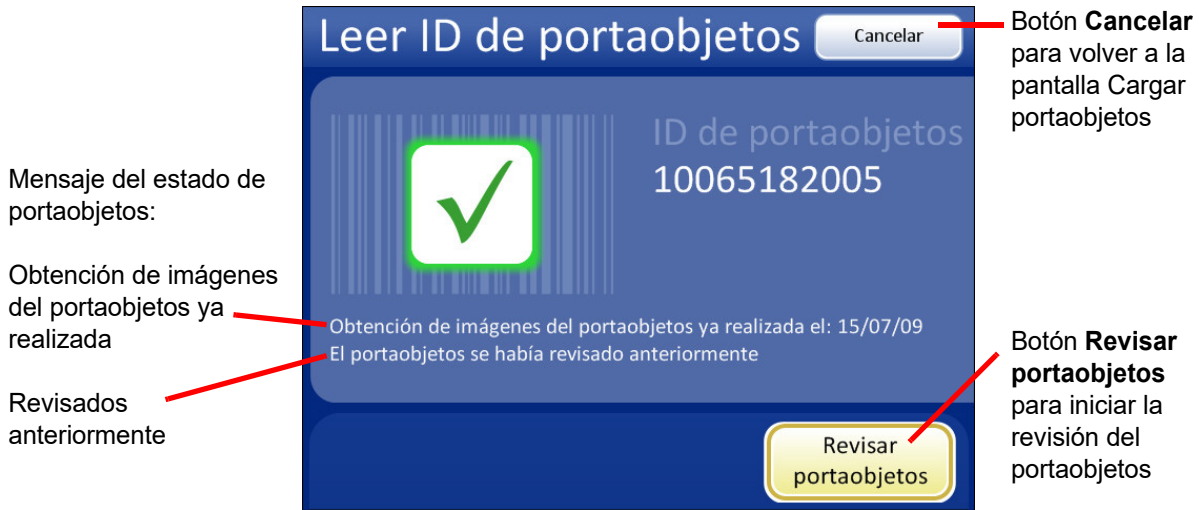 Leer ID de portaobjetos
Cancelar
Botón Cancelar
para volver a la
pantalla Cargar
portaobjetos
ID de portaobjetos
10065182005
Mensaje del estado de
portaobjetos:
Obtención de imágenes
del portaobjetos ya
realizada
Revisados
anteriormente
Obtención de imágenes del portaobjetos ya realizada el: 15/07/09
El portaobjetos se había revisado anteriormente
Revisar
portaobjetos
Botón Revisar
portaobjetos
para iniciar la
revisión del
portaobjetos